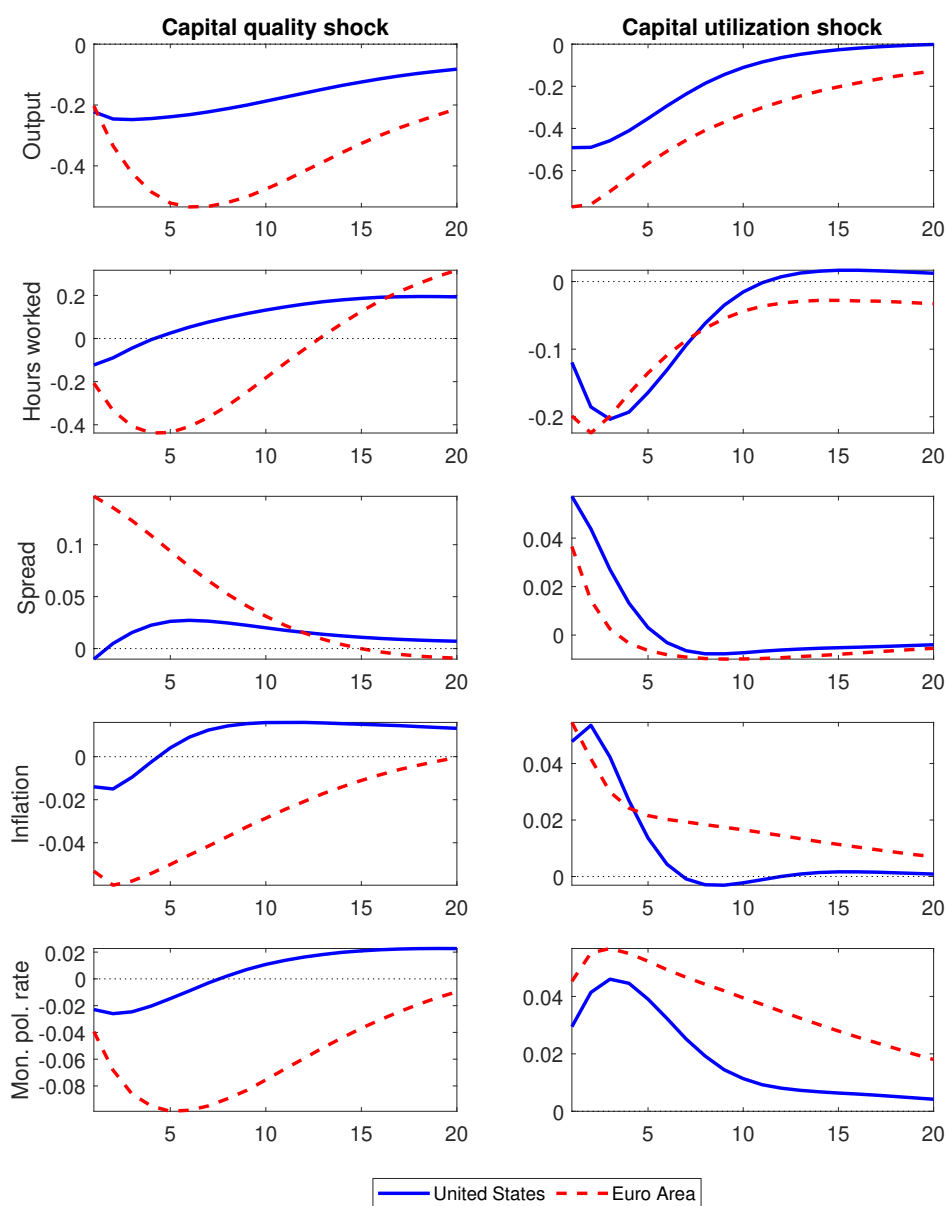 Capital quality shock
Capital utilization shock
Output
0
-0.2
-0.4
5 10 15 20
0
-0.2
-0.4
-0.6
5 10 15 20
Hours worked
0.2
0
-0.2
-0.4
5 10 15 20
0
-0.1
-0.2
5 10 15 20
Spread
0.1
0.05
0
5 10 15 20
0.04
0.02
0
5 10 15 20
Inflation
0
-0.02
-0.04
5 10 15 20
0.04
0.02
0
5 10 15 20
Mon. pol. rate
0.02
0
-0.02
-0.04
-0.06
-0.08
5 10 15 20
0.04
0.02
0
5 10 15 20
United States
Euro Area